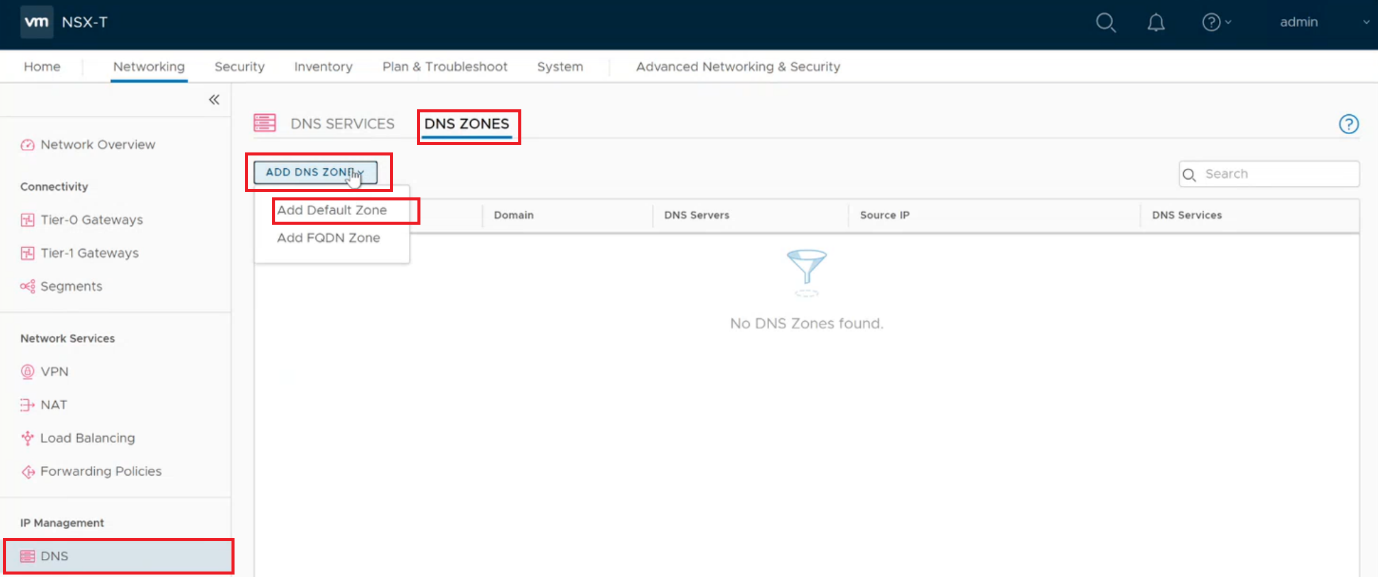 vm NSX-T admin
Home Networking Security Inventory Plan & Troubleshoot System Advanced Networking & Security
Network Overview
Connectivity
Tier-0 Gateways
Tier-1 Gateways
Segments
Network Services
VPN
NAT
Load Balancing
Forwarding Policies
IP Management
DNS
DNS SERVICES DNS ZONES
ADD DNS ZONE Search
Add Default Zone
Add FQDN Zone
Domain DNS Servers Source IP DNS Services
No DNS Zones found.